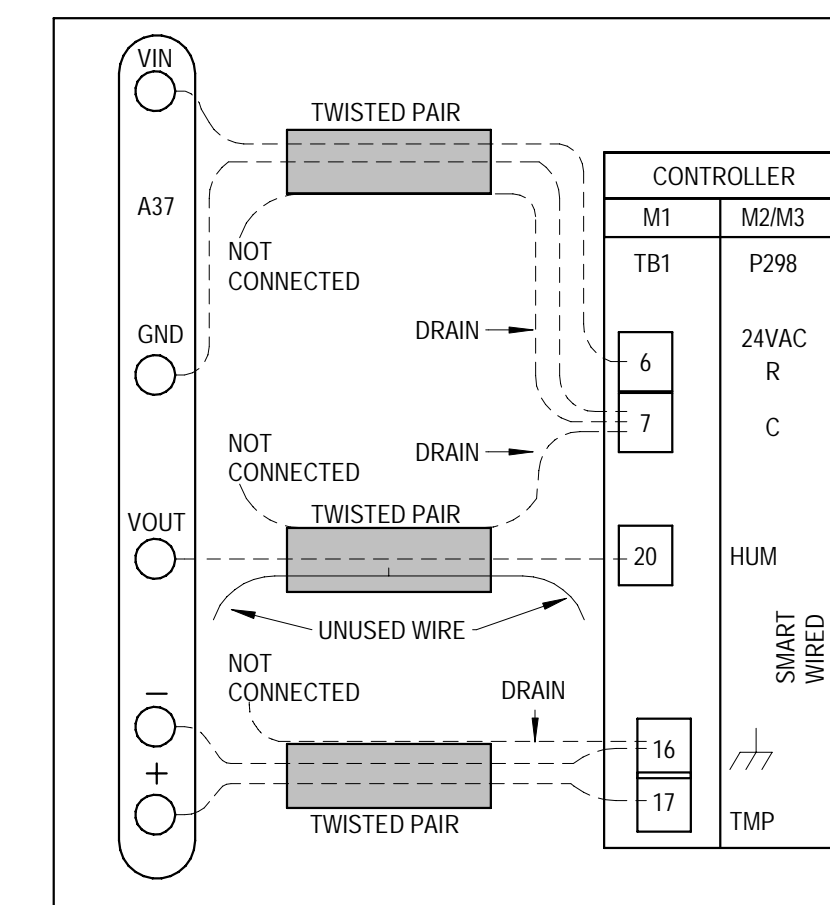 VIN
TWISTED PAIR
CONTROLLER
M1 M2/M3
A37
TB1 P298
NOT
CONNECTED
GND
DRAIN
24VAC
6 R
7 C
NOT
CONNECTED
DRAIN
VOUT
TWISTED PAIR
20 HUM
UNUSED WIRE
SMART
WIRED
NOT
CONNECTED
DRAIN
–
16
+
17 TMP
TWISTED PAIR